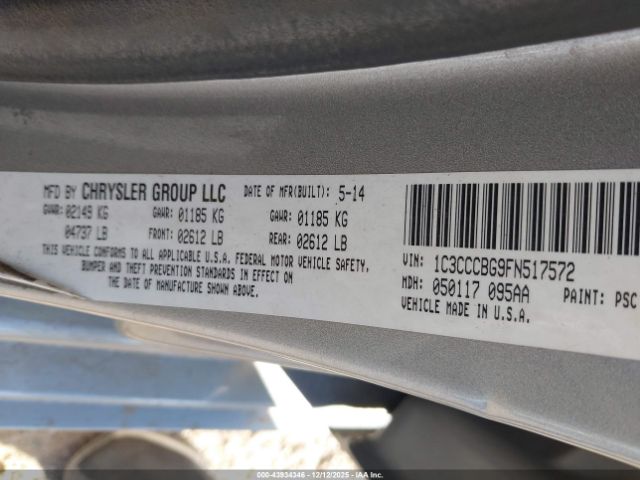 MFD BY CHRYSLER GROUP LLC DATE OF MFR(BUILT): 5-14
GVWR: 02149 KG GAWR: 01185 KG GAWR: 01185 KG
04737 LB FRONT: 02612 LB REAR: 02612 LB
THIS VEHICLE CONFORMS TO ALL APPLICABLE U.S.A. FEDERAL MOTOR VEHICLE SAFETY,
BUMPER AND THEFT PREVENTION STANDARDS IN EFFECT ON
THE DATE OF MANUFACTURE SHOWN ABOVE.
VIN: 1C3CCCBG9FN517572
MDH: 050117 095AA PAINT: PSC
VEHICLE MADE IN U.S.A.
000-43934346 - 12/12/2025 - IAAI.com